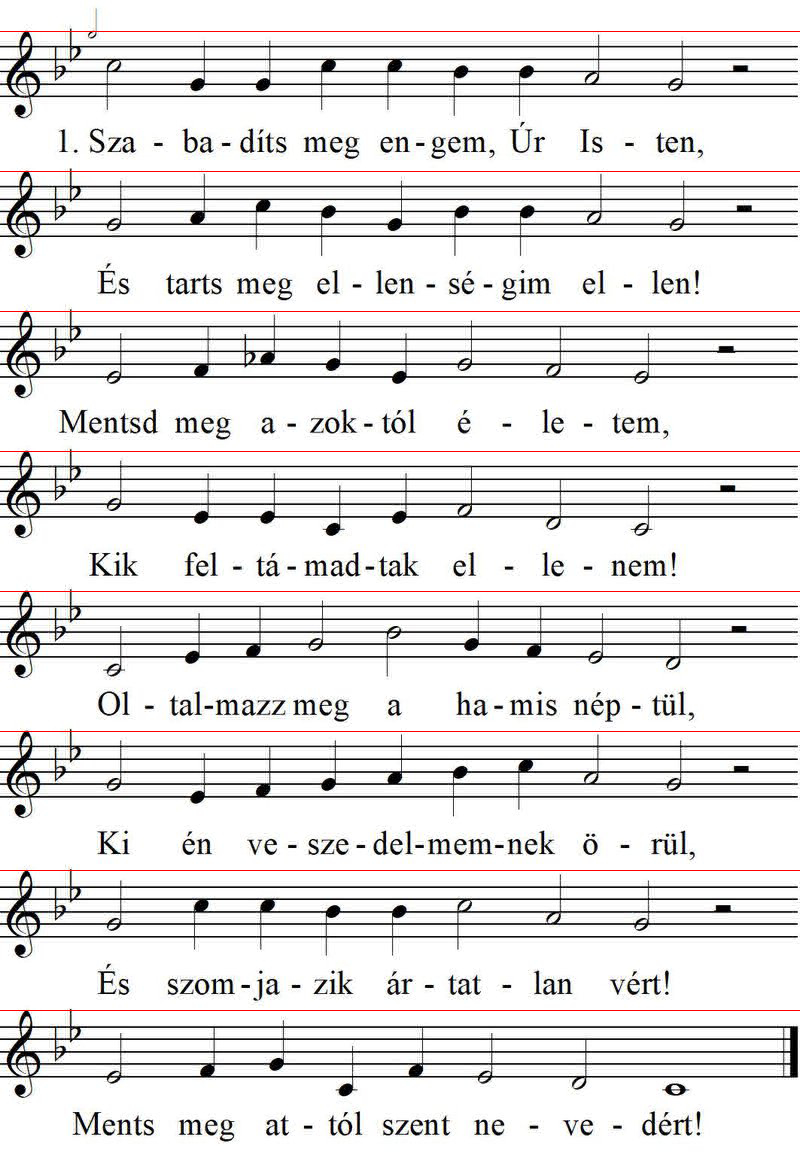 1. Sza - ba - díts meg en - gem, Úr Is - ten,
És tarts meg el - len - sé - gim el - len!
Mentsd meg a - zok - tól é - le - tem,
Kik fel - tá - mad - tak el - le - nem!
Ol - tal - mazz meg a ha - mis nép - tül,
Ki én ve - sze - del - mem - nek ö - rül,
És szom - ja - zik ár - tat - lan vért!
Ments meg at - tól szent ne - ve - dért!